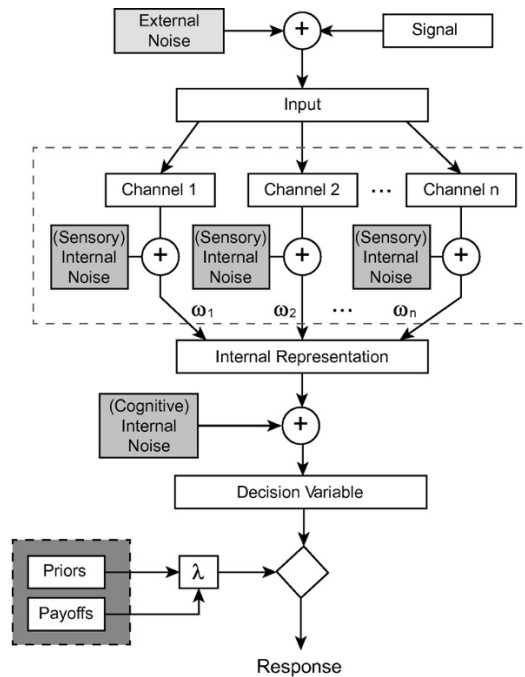 External
Noise
+
Signal
Input
Channel 1
Channel 2
...
Channel n
(Sensory)
Internal
Noise
+
(Sensory)
Internal
Noise
+
(Sensory)
Internal
Noise
+
ω1
ω2
...
ωn
Internal Representation
(Cognitive)
Internal
Noise
+
Decision Variable
Priors
λ
Payoffs
Response